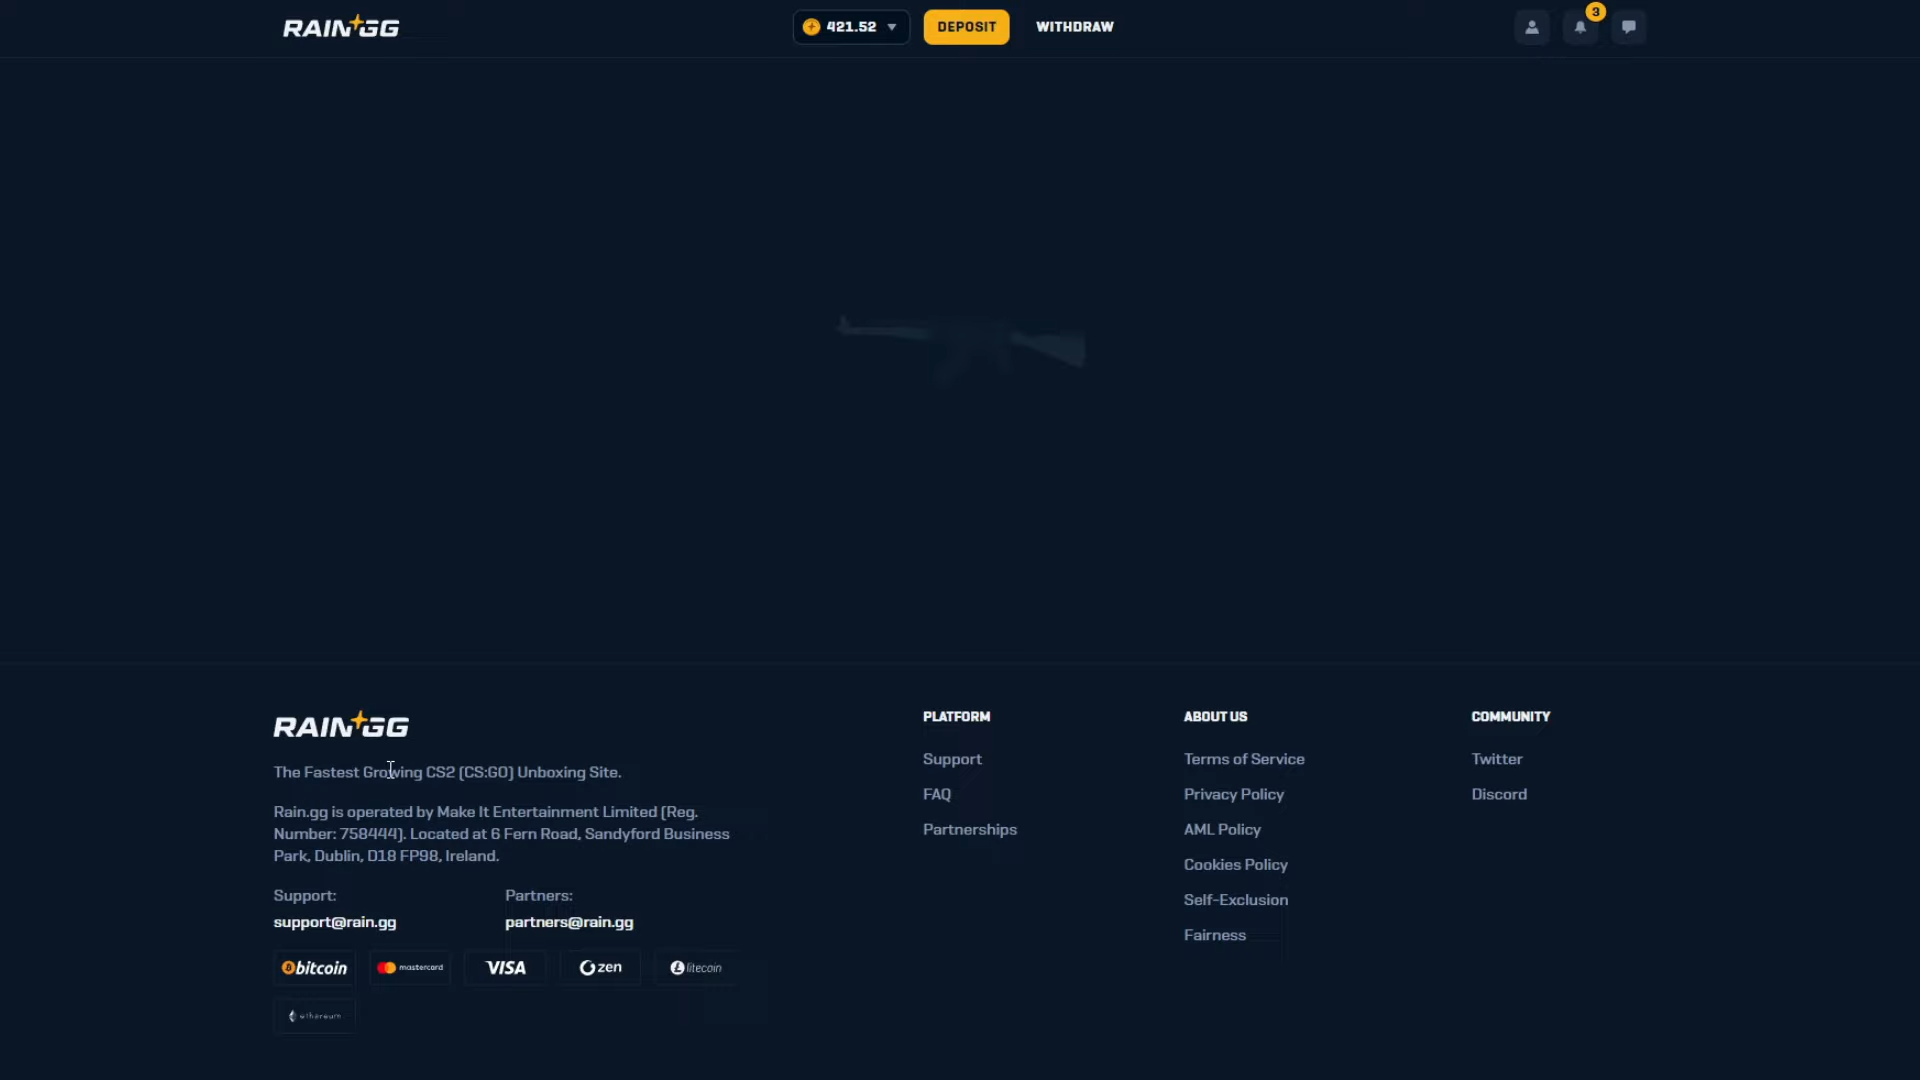 RAIN GG
421.52
DEPOSIT
WITHDRAW
3
RAIN GG
The Fastest Growing CS2 (CS:GO) Unboxing Site.
Rain.gg is operated by Make It Entertainment Limited (Reg.
Number: 758444). Located at 6 Fern Road, Sandyford Business
Park, Dublin, D18 FP98, Ireland.
Support:
support@rain.gg
Partners:
partners@rain.gg
bitcoin
mastercard
VISA
zen
litecoin
ethereum
PLATFORM
Support
FAQ
Partnerships
ABOUT US
Terms of Service
Privacy Policy
AML Policy
Cookies Policy
Self-Exclusion
Fairness
COMMUNITY
Twitter
Discord